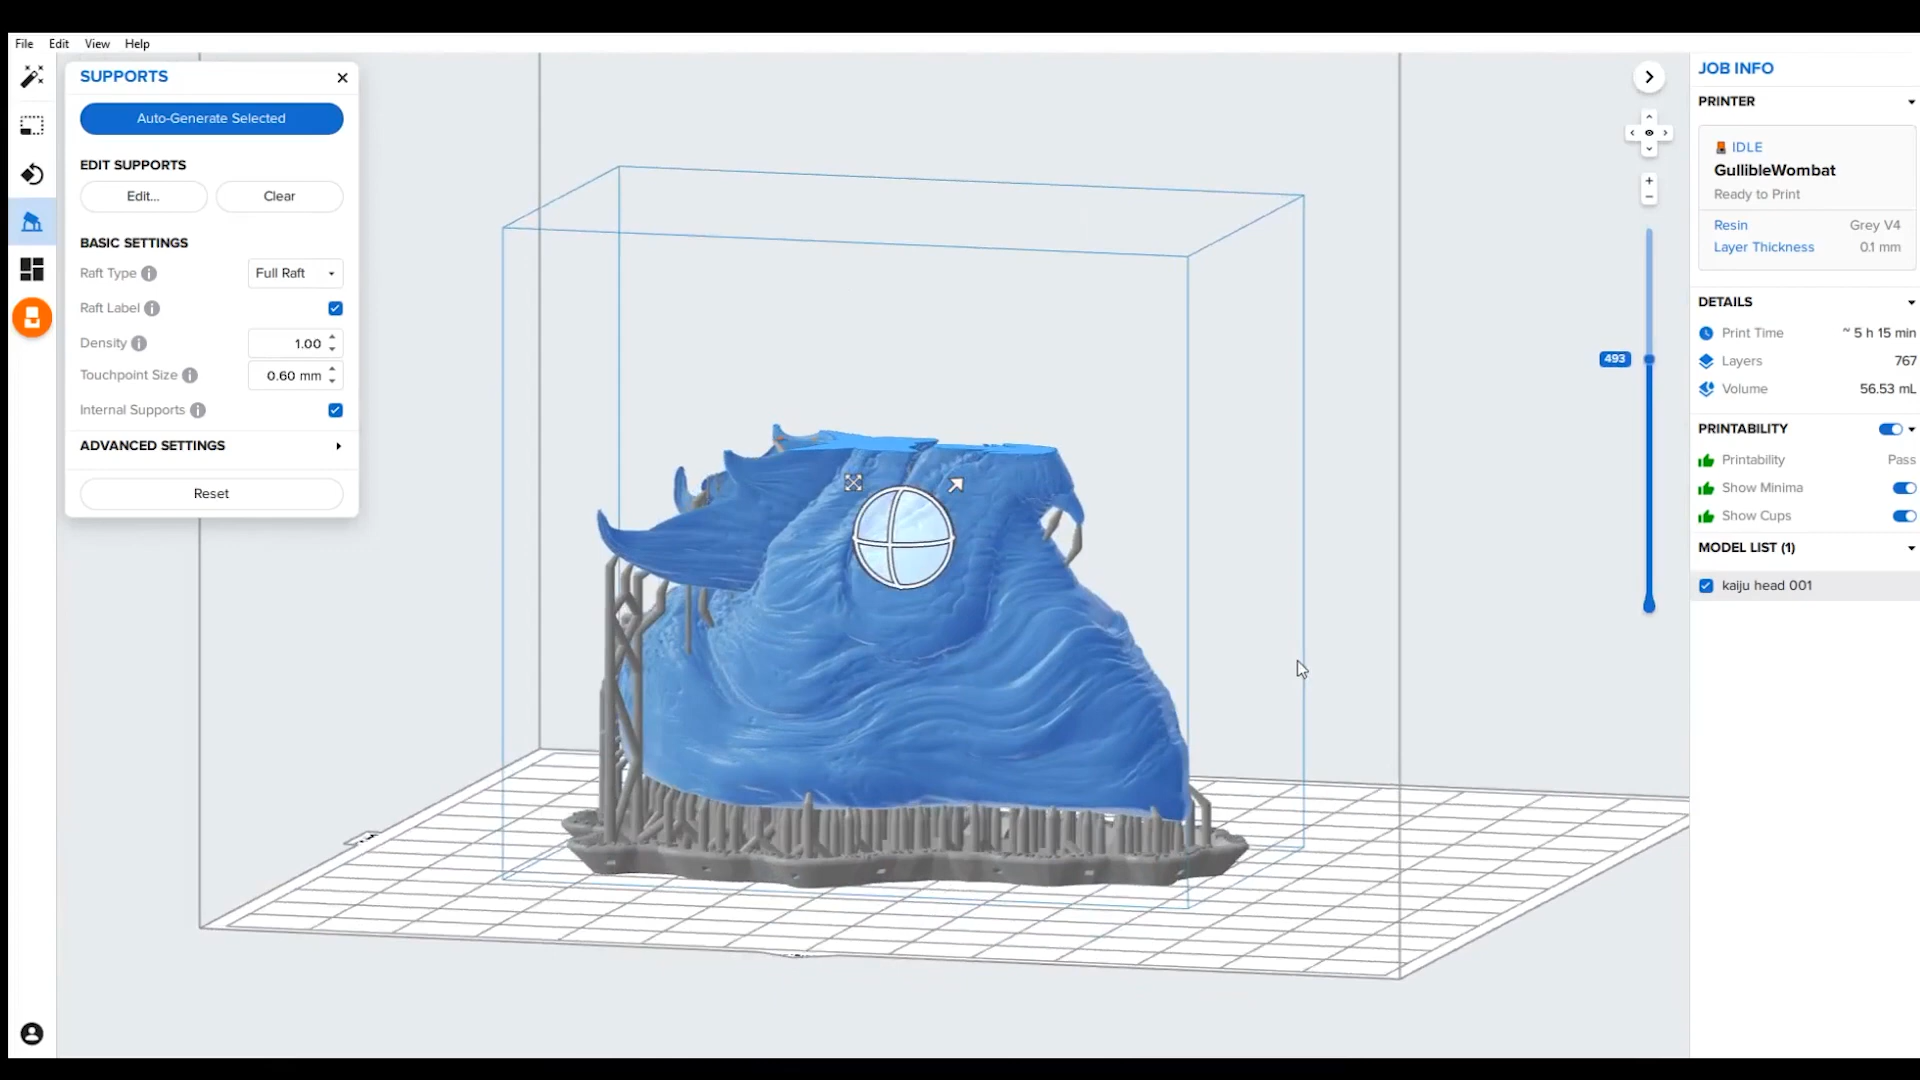 File Edit View Help
SUPPORTS
Auto-Generate Selected
EDIT SUPPORTS
Edit... Clear
BASIC SETTINGS
Raft Type Full Raft
Raft Label
Density 1.00
Touchpoint Size 0.60 mm
Internal Supports
ADVANCED SETTINGS
Reset
493
JOB INFO
PRINTER
IDLE
GullibleWombat
Ready to Print
Resin Grey V4
Layer Thickness 0.1 mm
DETAILS
Print Time ~ 5 h 15 min
Layers 767
Volume 56.53 mL
PRINTABILITY
Printability Pass
Show Minima
Show Cups
MODEL LIST (1)
kaiju head 001